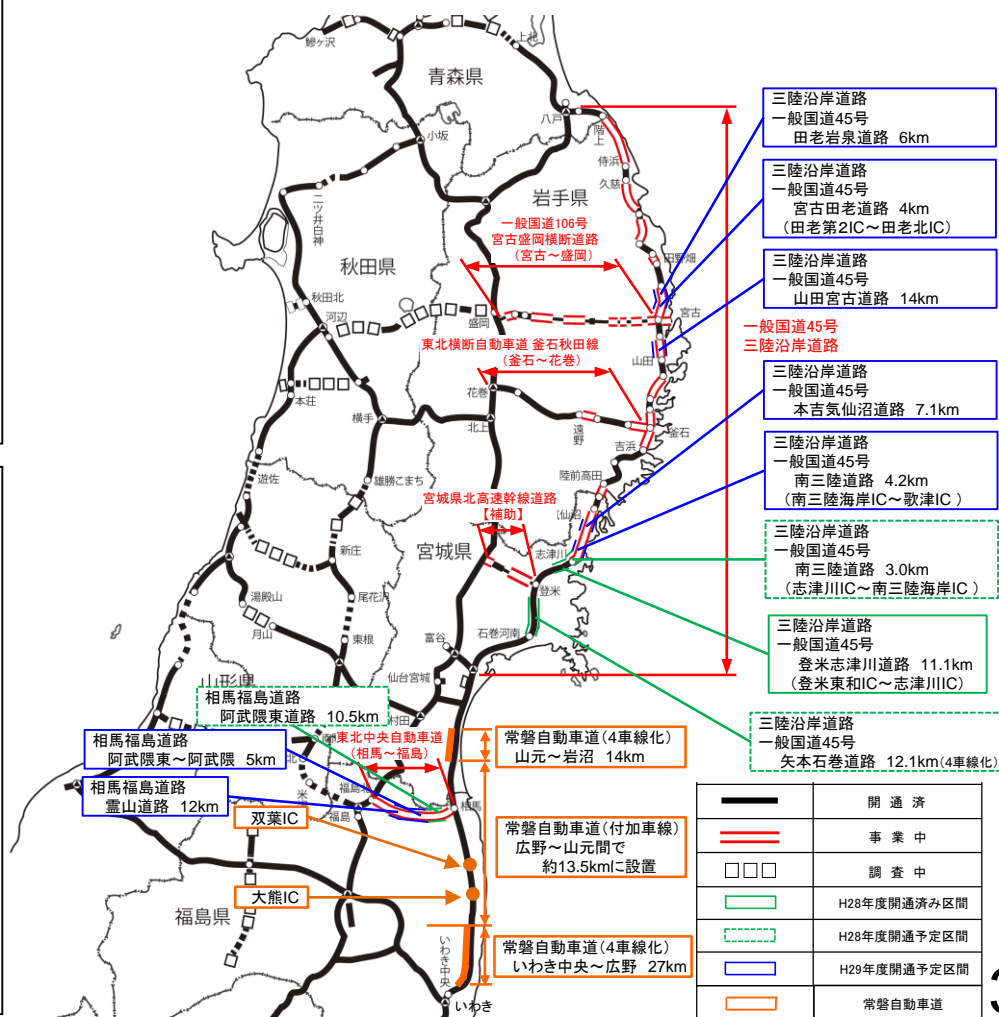 鰺ヶ沢
上北
青森県
八戸
階上
小坂
侍浜
久慈
二ツ井白神
岩手県
一般国道106号
宮古盛岡横断道路
(宮古~盛岡)
田野畑
秋田県
秋田北
河辺
盛岡
宮古
一般国道45号
三陸沿岸道路
東北横断自動車道 釜石秋田線
(釜石~花巻)
山田
本荘
花巻
横手
北上
遠野
釜石
吉浜
遊佐
雄勝こまち
陸前高田
宮城県北高速幹線道路
【補助】
仙沼
新庄
宮城県
志津川
登米
湯殿山
尾花沢
月山
東根
富谷
石巻河南
仙台宮城
山形県
村田
東北中央自動車道
(相馬~福島)
福島北
相馬
福島
福島県
いわき中央
いわき
三陸沿岸道路
一般国道45号
田老岩泉道路 6km
三陸沿岸道路
一般国道45号
宮古田老道路 4km
(田老第2IC~田老北IC)
三陸沿岸道路
一般国道45号
山田宮古道路 14km
三陸沿岸道路
一般国道45号
本吉気仙沼道路 7.1km
三陸沿岸道路
一般国道45号
南三陸道路 4.2km
(南三陸海岸IC~歌津IC )
三陸沿岸道路
一般国道45号
南三陸道路 3.0km
(志津川IC~南三陸海岸IC )
三陸沿岸道路
一般国道45号
登米志津川道路 11.1km
(登米東和IC~志津川IC)
三陸沿岸道路
一般国道45号
矢本石巻道路 12.1km(4車線化)
相馬福島道路
阿武隈東道路 10.5km
相馬福島道路
阿武隈東~阿武隈 5km
相馬福島道路
霊山道路 12km
双葉IC
大熊IC
常磐自動車道(4車線化)
山元~岩沼 14km
常磐自動車道(付加車線)
広野~山元間で
約13.5kmに設置
常磐自動車道(4車線化)
いわき中央~広野 27km
開 通 済
事 業 中
調 査 中
H28年度開通済み区間
H28年度開通予定区間
H29年度開通予定区間
常磐自動車道